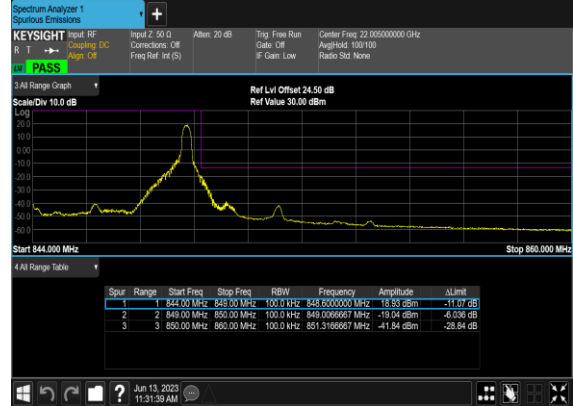 Spectrum Analyzer 1
Spurious Emissions
KEYSIGHT Input: RF Input Z: 50 Ω Atten: 20 dB Trig: Free Run Center Freq: 22.005000000 GHz
R T Coupling: DC Corrections: Off Gate: Off Avg|Hold: 100/100
Align: Off Freq Ref: Int (S) IF Gain: Low Radio Std: None
PASS
3 All Range Graph
Ref Lvl Offset 24.50 dB
Scale/Div 10.0 dB Ref Value 30.00 dBm
Log
20.0
10.0
0.00
-10.0
-20.0
-30.0
-40.0
-50.0
-60.0
Start 844.000 MHz Stop 860.000 MHz
4 All Range Table
Spur Range Start Freq Stop Freq RBW Frequency Amplitude ΔLimit
1 1 844.00 MHz 849.00 MHz 100.0 kHz 848.6000000 MHz 18.93 dBm -11.07 dB
2 2 849.00 MHz 850.00 MHz 100.0 kHz 849.0066667 MHz -19.04 dBm -6.036 dB
3 3 850.00 MHz 860.00 MHz 100.0 kHz 851.3166667 MHz -41.84 dBm -28.84 dB
Jun 13, 2023
11:31:39 AM